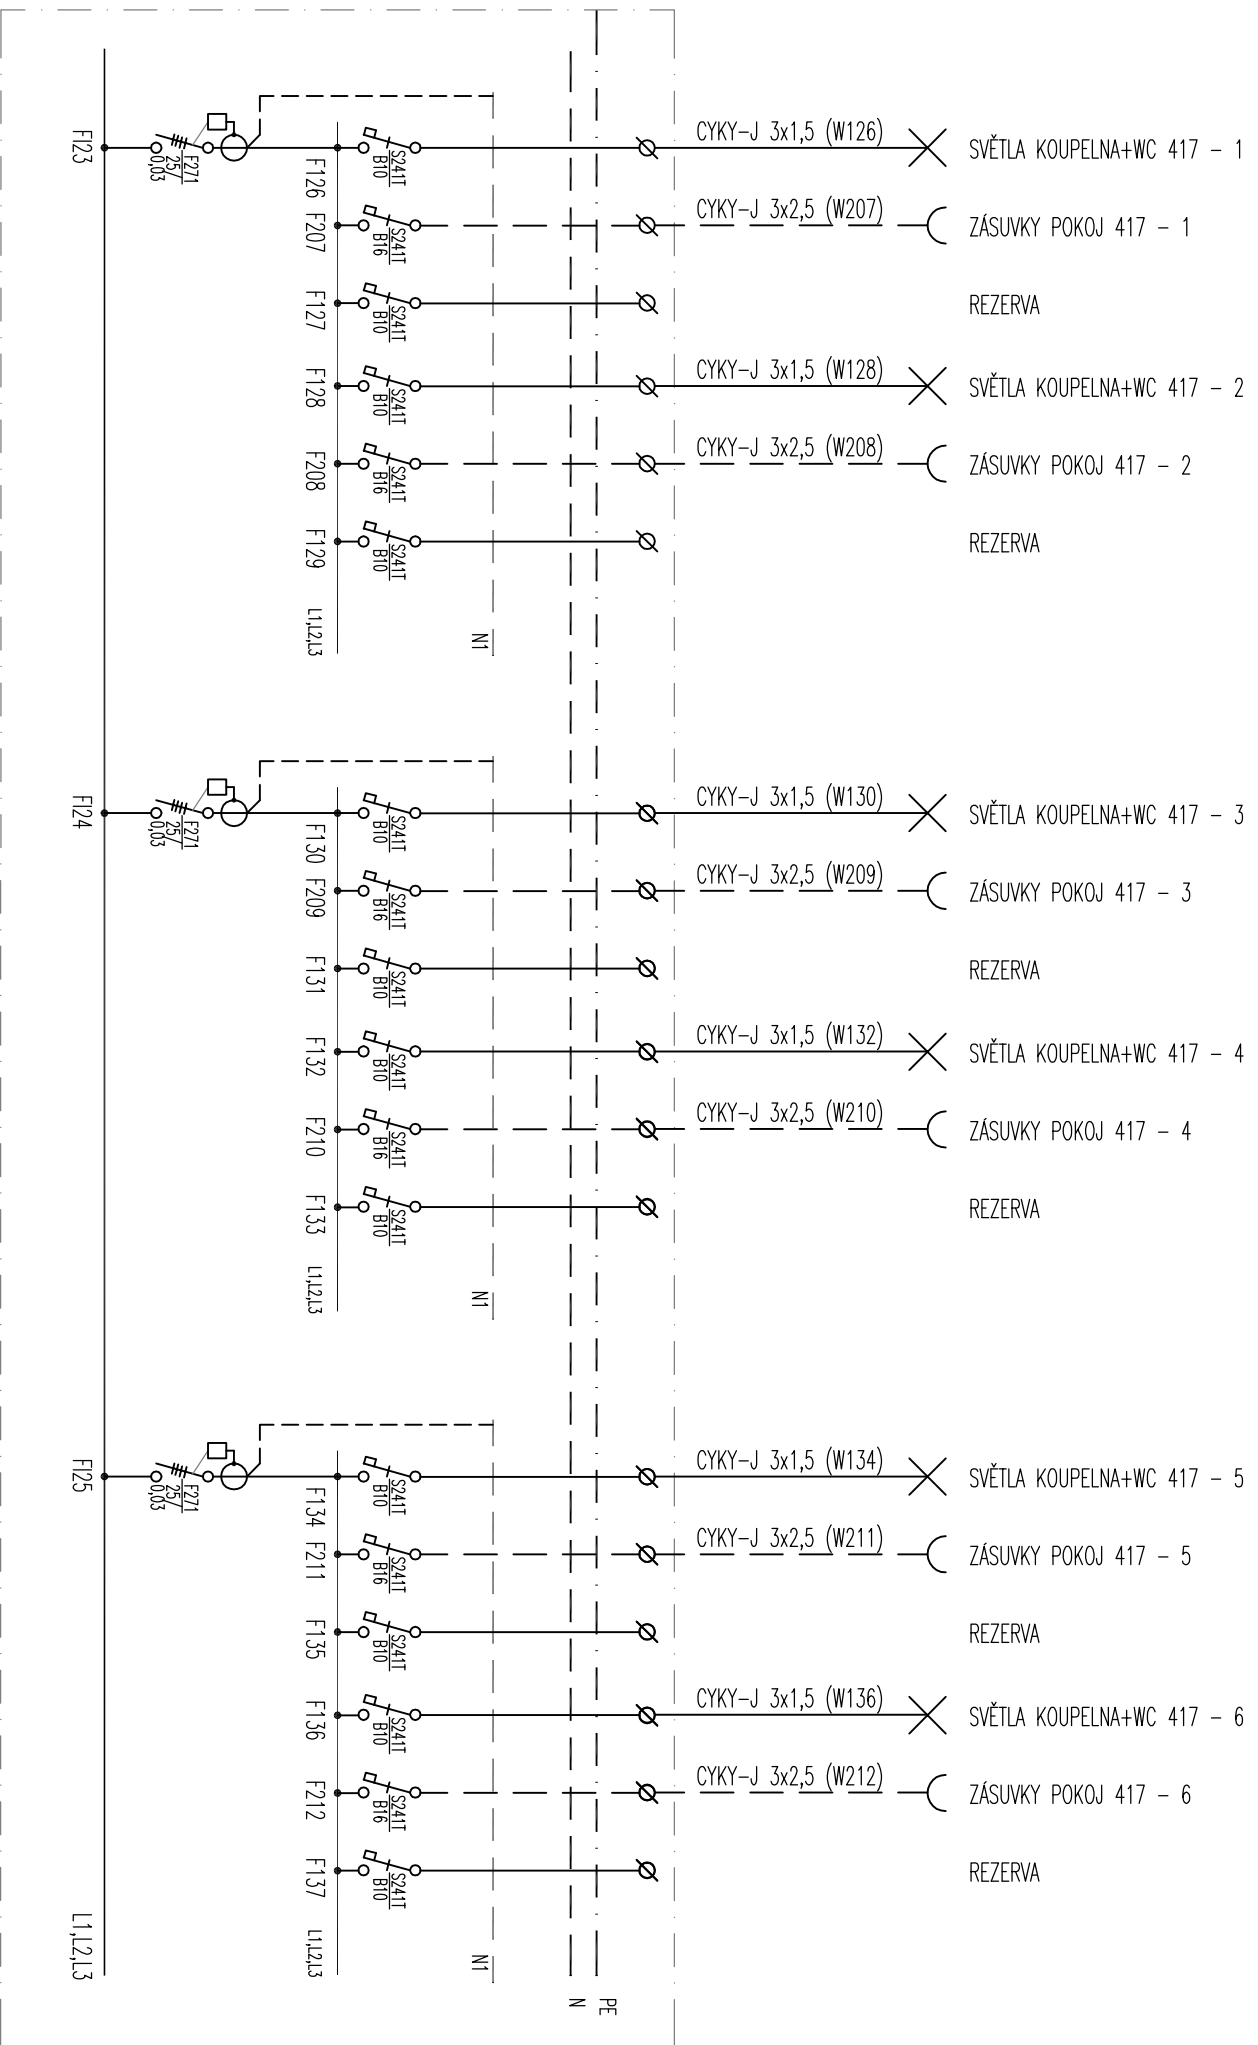 FI23
F271
25/
0,03
F126
S241T
B10
CYKY-J 3x1,5 (W126)
SVĚTLA KOUPELNA+WC 417 - 1
F207
S241T
B16
CYKY-J 3x2,5 (W207)
ZÁSUVKY POKOJ 417 - 1
F127
S241T
B10
REZERVA
F128
S241T
B10
CYKY-J 3x1,5 (W128)
SVĚTLA KOUPELNA+WC 417 - 2
F208
S241T
B16
CYKY-J 3x2,5 (W208)
ZÁSUVKY POKOJ 417 - 2
F129
S241T
B10
REZERVA
L1,L2,L3
N1
FI24
F271
25/
0,03
F130
S241T
B10
CYKY-J 3x1,5 (W130)
SVĚTLA KOUPELNA+WC 417 - 3
F209
S241T
B16
CYKY-J 3x2,5 (W209)
ZÁSUVKY POKOJ 417 - 3
F131
S241T
B10
REZERVA
F132
S241T
B10
CYKY-J 3x1,5 (W132)
SVĚTLA KOUPELNA+WC 417 - 4
F210
S241T
B16
CYKY-J 3x2,5 (W210)
ZÁSUVKY POKOJ 417 - 4
F133
S241T
B10
REZERVA
L1,L2,L3
N1
FI25
F271
25/
0,03
F134
S241T
B10
CYKY-J 3x1,5 (W134)
SVĚTLA KOUPELNA+WC 417 - 5
F211
S241T
B16
CYKY-J 3x2,5 (W211)
ZÁSUVKY POKOJ 417 - 5
F135
S241T
B10
REZERVA
F136
S241T
B10
CYKY-J 3x1,5 (W136)
SVĚTLA KOUPELNA+WC 417 - 6
F212
S241T
B16
CYKY-J 3x2,5 (W212)
ZÁSUVKY POKOJ 417 - 6
F137
S241T
B10
REZERVA
L1,L2,L3
L1,L2,L3
N1
N
PE